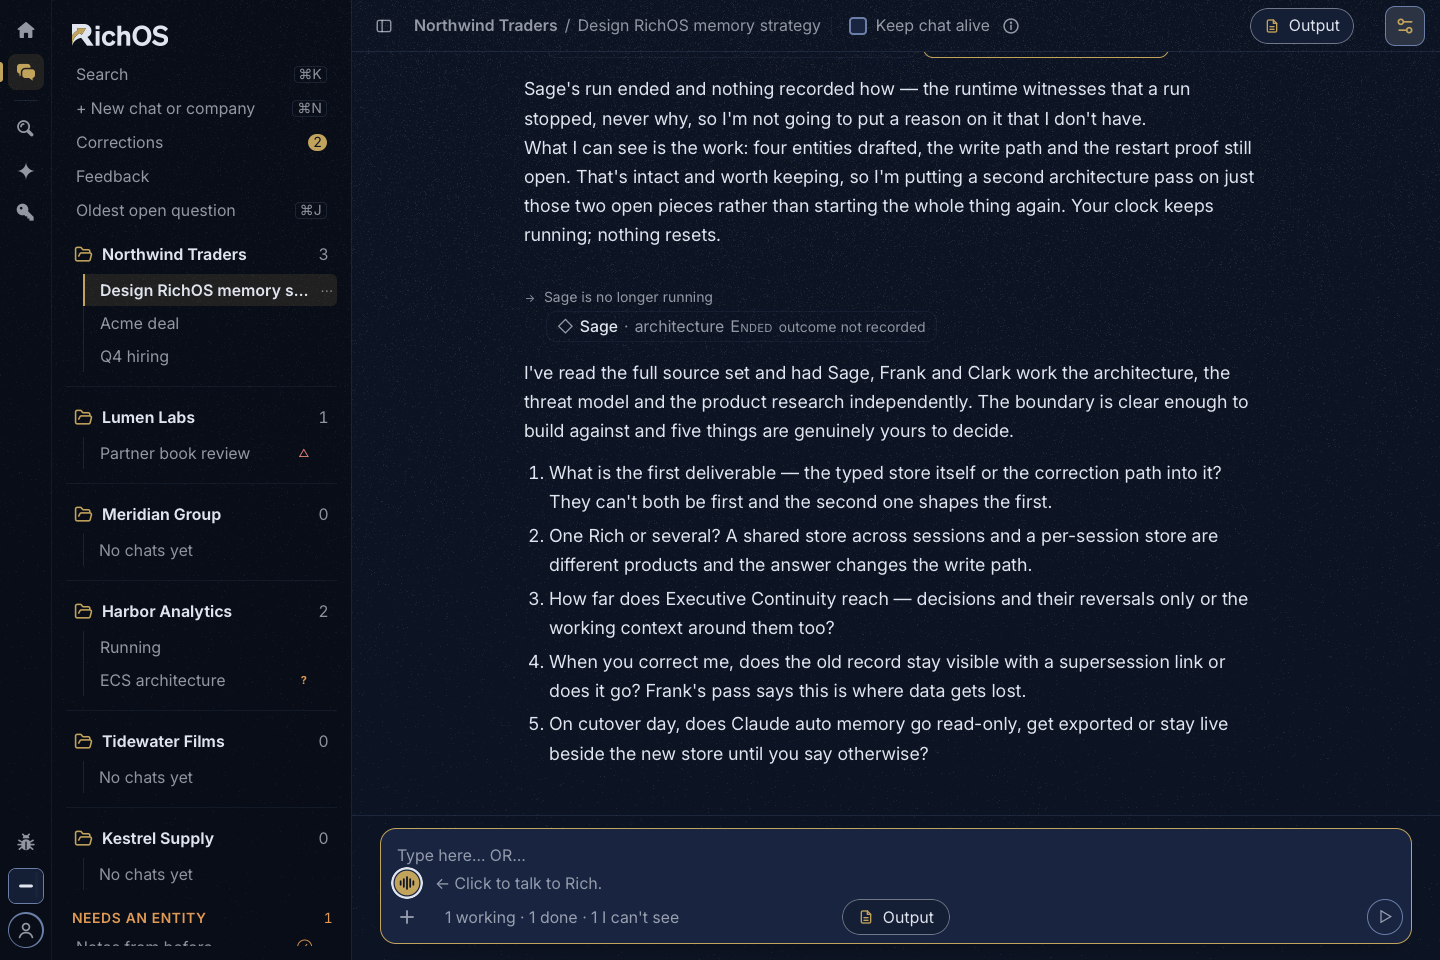 RichOS
Search ⌘K
+ New chat or company ⌘N
Corrections 2
Feedback
Oldest open question ⌘J
Northwind Traders 3
Design RichOS memory s... ...
Acme deal
Q4 hiring
Lumen Labs 1
Partner book review
Meridian Group 0
No chats yet
Harbor Analytics 2
Running
ECS architecture ?
Tidewater Films 0
No chats yet
Kestrel Supply 0
No chats yet
NEEDS AN ENTITY 1
Notes from before
Northwind Traders / Design RichOS memory strategy Keep chat alive Output
Sage's run ended and nothing recorded how — the runtime witnesses that a run
stopped, never why, so I'm not going to put a reason on it that I don't have.
What I can see is the work: four entities drafted, the write path and the restart proof still
open. That's intact and worth keeping, so I'm putting a second architecture pass on just
those two open pieces rather than starting the whole thing again. Your clock keeps
running; nothing resets.
→ Sage is no longer running
Sage · architecture ENDED outcome not recorded
I've read the full source set and had Sage, Frank and Clark work the architecture, the
threat model and the product research independently. The boundary is clear enough to
build against and five things are genuinely yours to decide.
1. What is the first deliverable — the typed store itself or the correction path into it?
They can't both be first and the second one shapes the first.
2. One Rich or several? A shared store across sessions and a per-session store are
different products and the answer changes the write path.
3. How far does Executive Continuity reach — decisions and their reversals only or the
working context around them too?
4. When you correct me, does the old record stay visible with a supersession link or
does it go? Frank's pass says this is where data gets lost.
5. On cutover day, does Claude auto memory go read-only, get exported or stay live
beside the new store until you say otherwise?
Type here... OR...
← Click to talk to Rich.
+ 1 working · 1 done · 1 I can't see Output